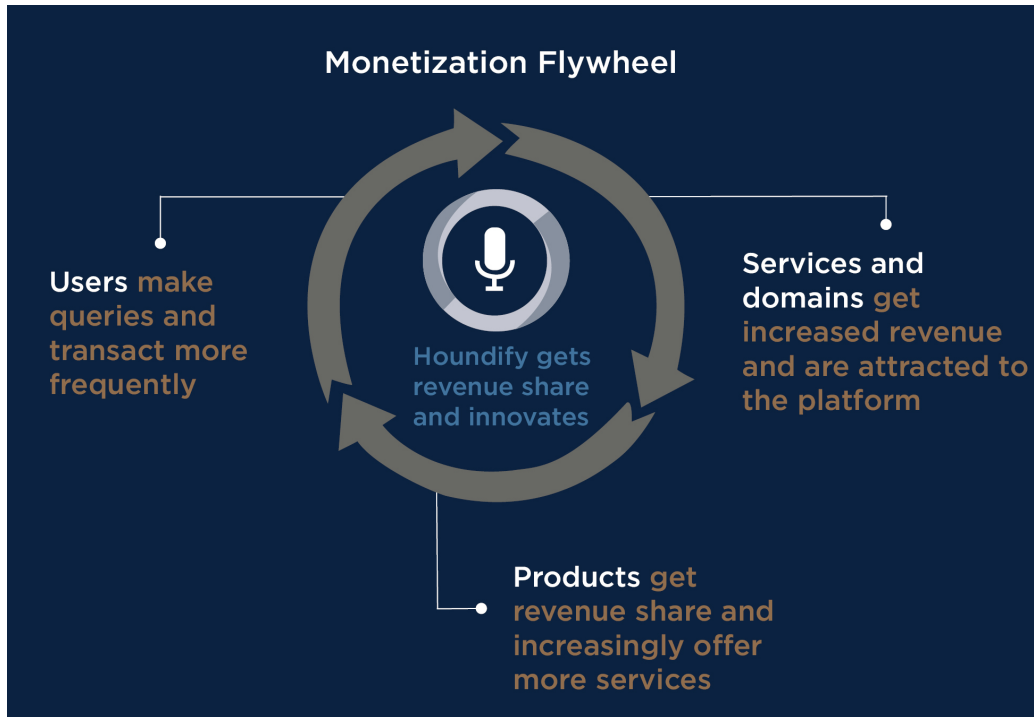 Monetization Flywheel
Users make
queries and
transact more
frequently
Houndify gets
revenue share
and innovates
Services and
domains get
increased revenue
and are attracted to
the platform
Products get
revenue share and
increasingly offer
more services